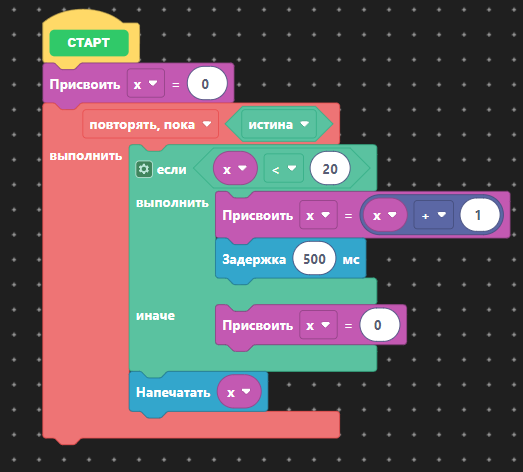 СТАРТ
Присвоить x = 0
повторять, пока истина
выполнить
если x < 20
выполнить
Присвоить x = x + 1
Задержка 500 мс
иначе
Присвоить x = 0
Напечатать x